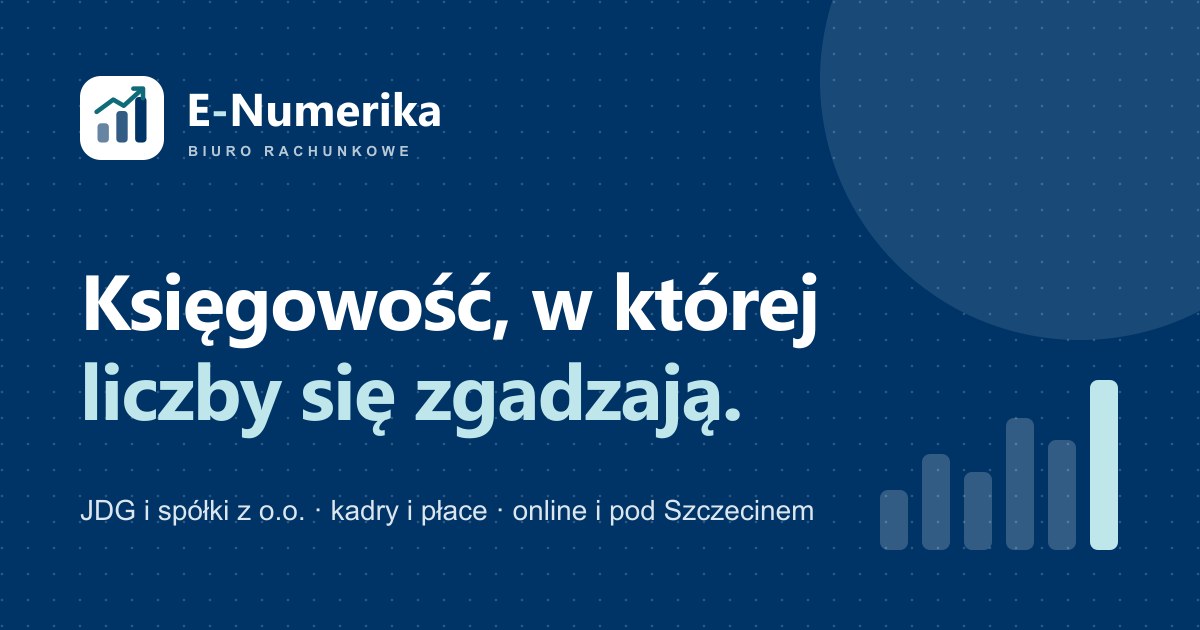 E-Numerika
BIURO RACHUNKOWE
Księgowość, w której
liczby się zgadzają.
JDG i spółki z o.o. · kadry i płace · online i pod Szczecinem